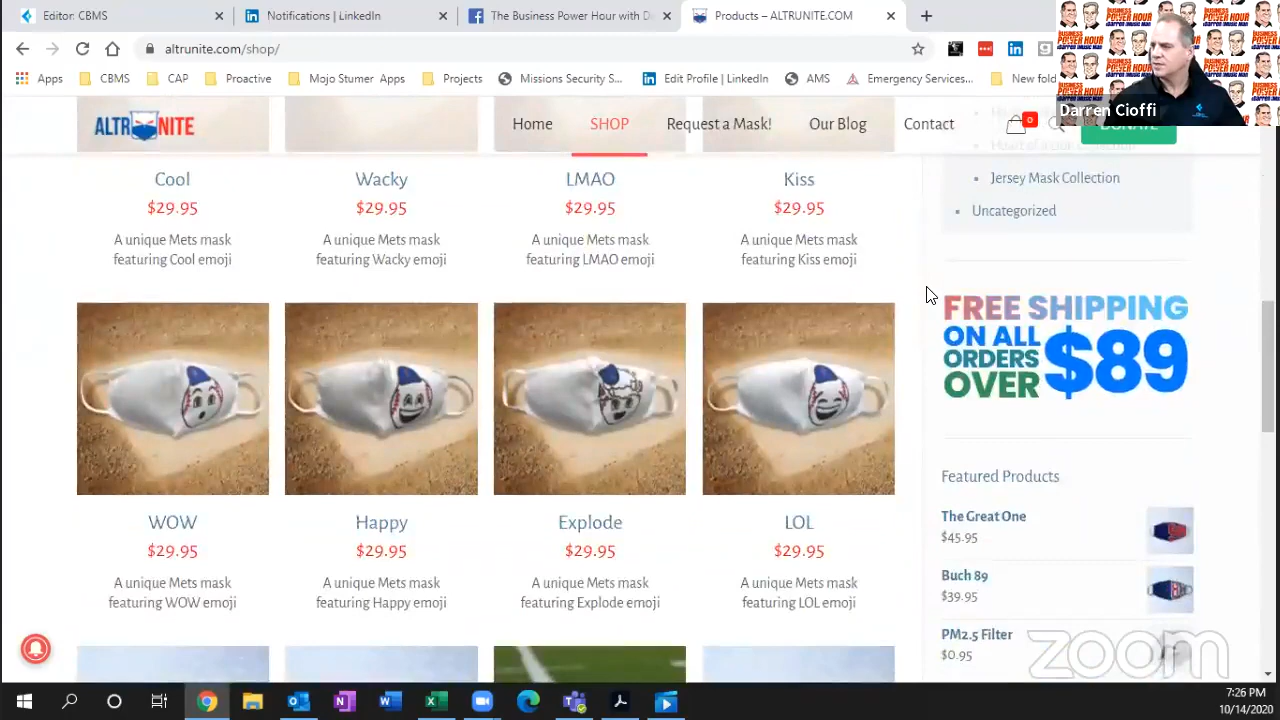 Editor: CBMS
Notifications | LinkedIn
The Business Power Hour with D
Products – ALTRUNITE.COM
altrunite.com/shop/
Apps
CBMS
CAP
Proactive
Mojo Stumer Apps
Projects
Missions Security S...
Edit Profile | LinkedIn
AMS
Emergency Services...
New fold
Darren Cioffi
ALTRUNITE
Home
SHOP
Request a Mask!
Our Blog
Contact
0
DONATE
Jersey Mask Collection
Uncategorized
Cool
Wacky
LMAO
Kiss
$29.95
$29.95
$29.95
$29.95
A unique Mets mask
featuring Cool emoji
A unique Mets mask
featuring Wacky emoji
A unique Mets mask
featuring LMAO emoji
A unique Mets mask
featuring Kiss emoji
FREE SHIPPING
ON ALL
ORDERS
OVER
$89
WOW
Happy
Explode
LOL
$29.95
$29.95
$29.95
$29.95
A unique Mets mask
featuring WOW emoji
A unique Mets mask
featuring Happy emoji
A unique Mets mask
featuring Explode emoji
A unique Mets mask
featuring LOL emoji
Featured Products
The Great One
$45.95
Buch 89
$39.95
PM2.5 Filter
$0.95
zoom
7:26 PM
10/14/2020